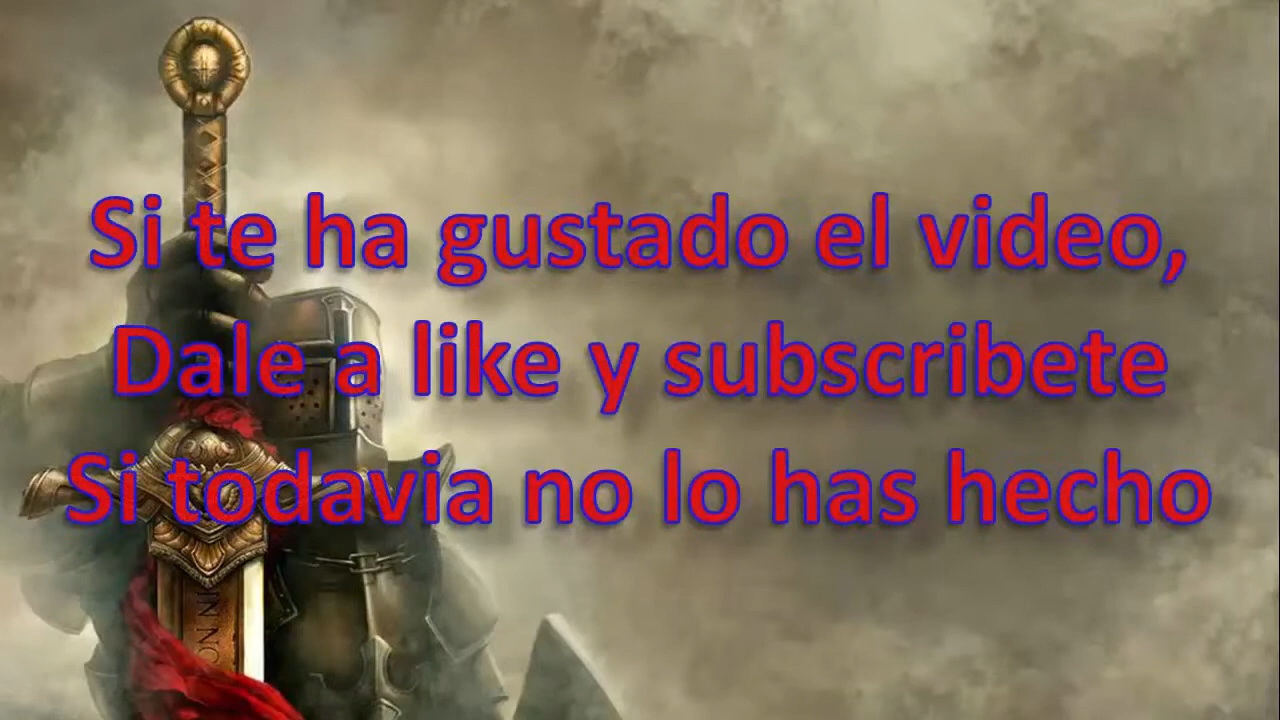 Si te ha gustado el video,
Dale a like y subscribete
Si todavia no lo has hecho